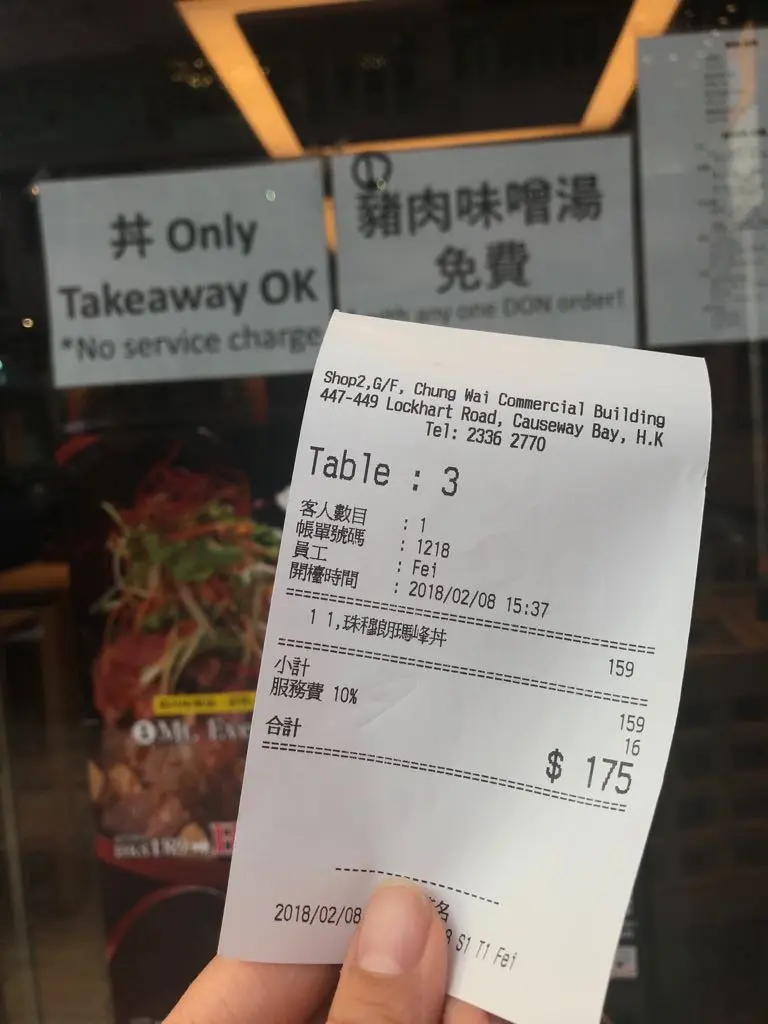 丼 Only
Takeaway OK
*No service charge
①
豬肉味噌湯
免費
with any one DON order!
Shop2,G/F, Chung Wai Commercial Building
447-449 Lockhart Road, Causeway Bay, H.K
Tel: 2336 2770
Table : 3
客人數目 : 1
帳單號碼 : 1218
員工 : Fei
開檯時間 : 2018/02/08 15:37
1 1,珠穆朗瑪峰丼 159
小計 159
服務費 10% 16
合計 $ 175
名
2018/02/08 8 S1 T1 Fei
Mr. Eve